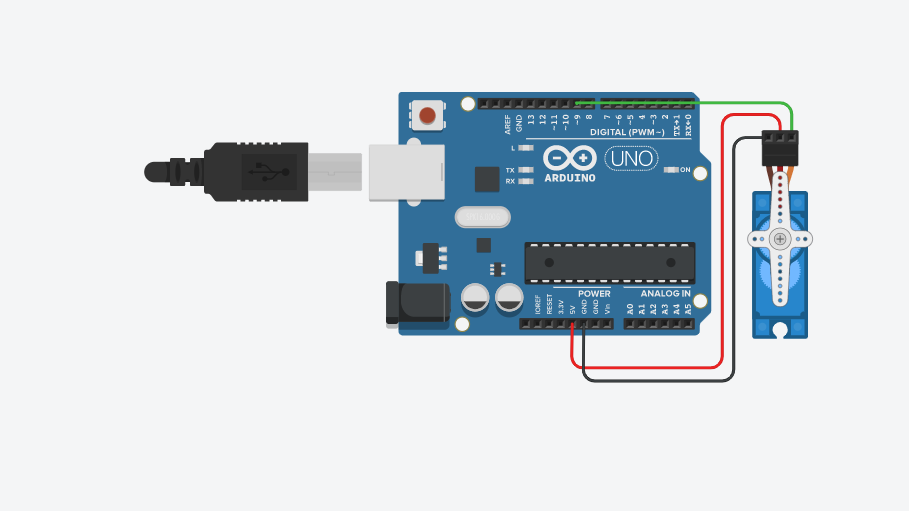 AREF
GND
13
12
~11
~10
~9
8
7
~6
~5
4
~3
2
TX→1
RX←0
DIGITAL (PWM ~)
L
TX
RX
ARDUINO
UNO
ON
POWER
ANALOG IN
IOREF
RESET
3.3V
5V
GND
GND
Vin
A0
A1
A2
A3
A4
A5